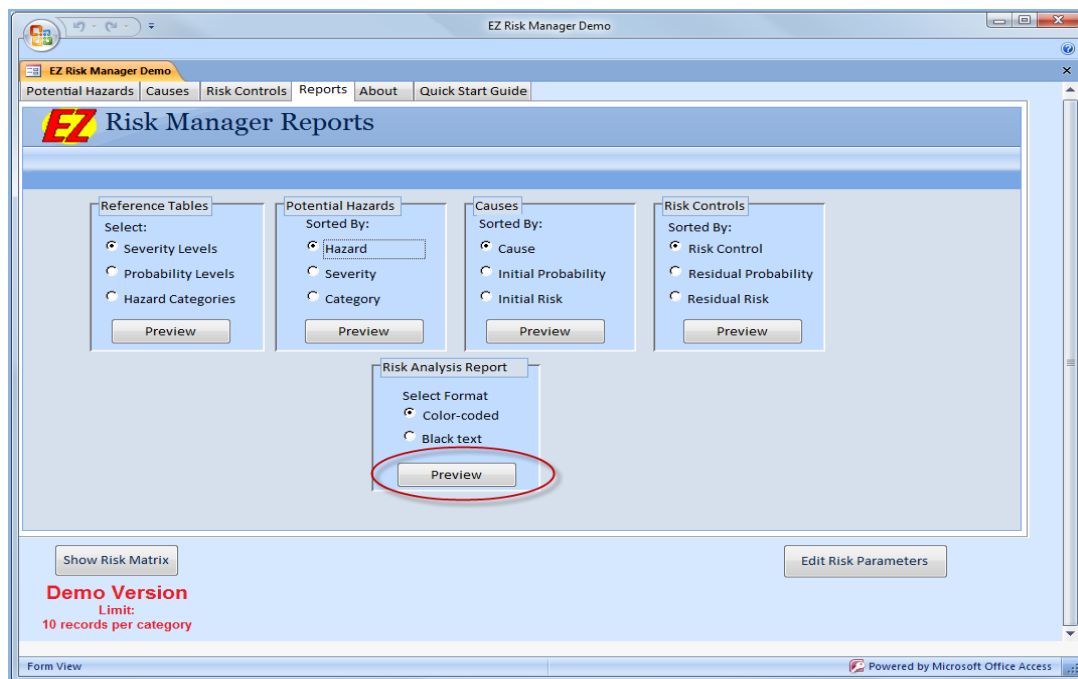 EZ Risk Manager Demo
EZ Risk Manager Demo
Potential Hazards Causes Risk Controls Reports About Quick Start Guide
EZ Risk Manager Reports
Reference Tables
Select:
Severity Levels
Probability Levels
Hazard Categories
Preview
Potential Hazards
Sorted By:
Hazard
Severity
Category
Preview
Causes
Sorted By:
Cause
Initial Probability
Initial Risk
Preview
Risk Controls
Sorted By:
Risk Control
Residual Probability
Residual Risk
Preview
Risk Analysis Report
Select Format
Color-coded
Black text
Preview
Show Risk Matrix
Edit Risk Parameters
Demo Version
Limit:
10 records per category
Form View
Powered by Microsoft Office Access